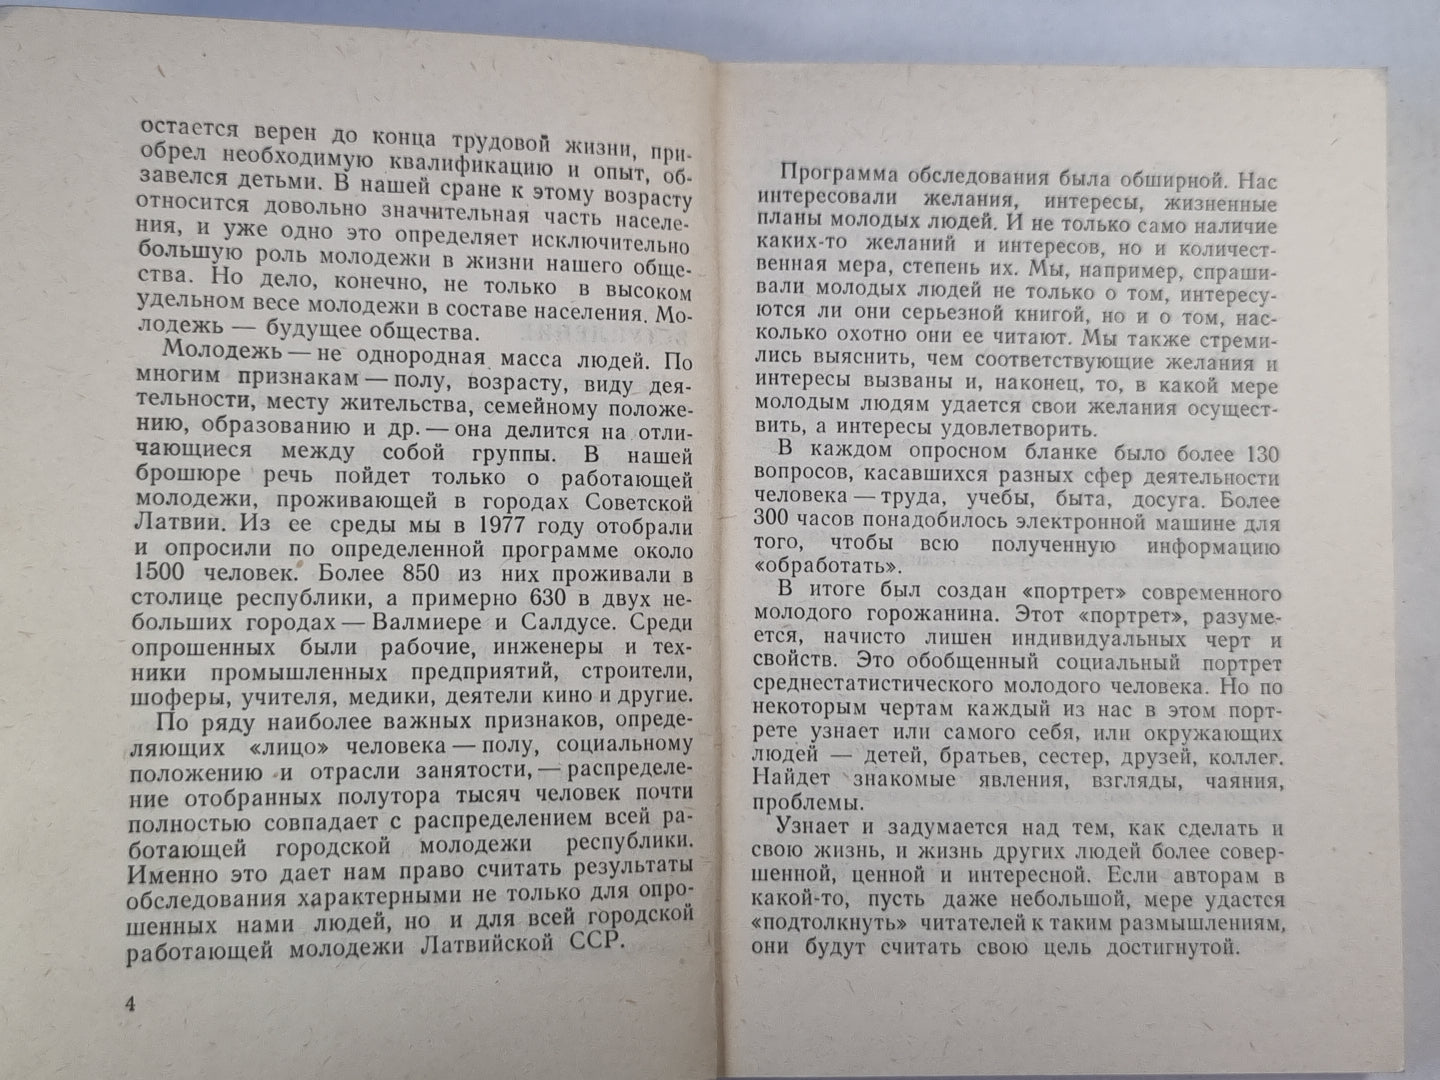 остается верен до конца трудовой жизни, при-
обрел необходимую квалификацию и опыт, об-
завелся детьми. В нашей сране к этому возрасту
относится довольно значительная часть населе-
ния, и уже одно это определяет исключительно
большую роль молодежи в жизни нашего обще-
ства. Но дело, конечно, не только в высоком
удельном весе молодежи в составе населения. Мо-
лодежь — будущее общества.
Молодежь — не однородная масса людей. По
многим признакам — полу, возрасту, виду дея-
тельности, месту жительства, семейному положе-
нию, образованию и др. — она делится на отли-
чающиеся между собой группы. В нашей
брошюре речь пойдет только о работающей
молодежи, проживающей в городах Советской
Латвии. Из ее среды мы в 1977 году отобрали
и опросили по определенной программе около
1500 человек. Более 850 из них проживали в
столице республики, а примерно 630 в двух не-
больших городах — Валмиере и Салдусе. Среди
опрошенных были рабочие, инженеры и тех-
ники промышленных предприятий, строители,
шоферы, учителя, медики, деятели кино и другие.
По ряду наиболее важных признаков, опреде-
ляющих «лицо» человека — полу, социальному
положению и отрасли занятости, — распределе-
ние отобранных полутора тысяч человек почти
полностью совпадает с распределением всей ра-
ботающей городской молодежи республики.
Именно это дает нам право считать результаты
обследования характерными не только для опро-
шенных нами людей, но и для всей городской
работающей молодежи Латвийской ССР.
4
Программа обследования была обширной. Нас
интересовали желания, интересы, жизненные
планы молодых людей. И не только само наличие
каких-то желаний и интересов, но и количест-
венная мера, степень их. Мы, например, спраши-
вали молодых людей не только о том, интересу-
ются ли они серьезной книгой, но и о том, нас-
колько охотно они ее читают. Мы также стреми-
лись выяснить, чем соответствующие желания и
интересы вызваны и, наконец, то, в какой мере
молодым людям удается свои желания осущест-
вить, а интересы удовлетворить.
В каждом опросном бланке было более 130
вопросов, касавшихся разных сфер деятельности
человека — труда, учебы, быта, досуга. Более
300 часов понадобилось электронной машине для
того, чтобы всю полученную информацию
«обработать».
В итоге был создан «портрет» современного
молодого горожанина. Этот «портрет», разуме-
ется, начисто лишен индивидуальных черт и
свойств. Это обобщенный социальный портрет
среднестатистического молодого человека. Но по
некоторым чертам каждый из нас в этом порт-
рете узнает или самого себя, или окружающих
людей — детей, братьев, сестер, друзей, коллег.
Найдет знакомые явления, взгляды, чаяния,
проблемы.
Узнает и задумается над тем, как сделать и
свою жизнь, и жизнь других людей более совер-
шенной, ценной и интересной. Если авторам в
какой-то, пусть даже небольшой, мере удастся
«подтолкнуть» читателей к таким размышлениям,
они будут считать свою цель достигнутой.